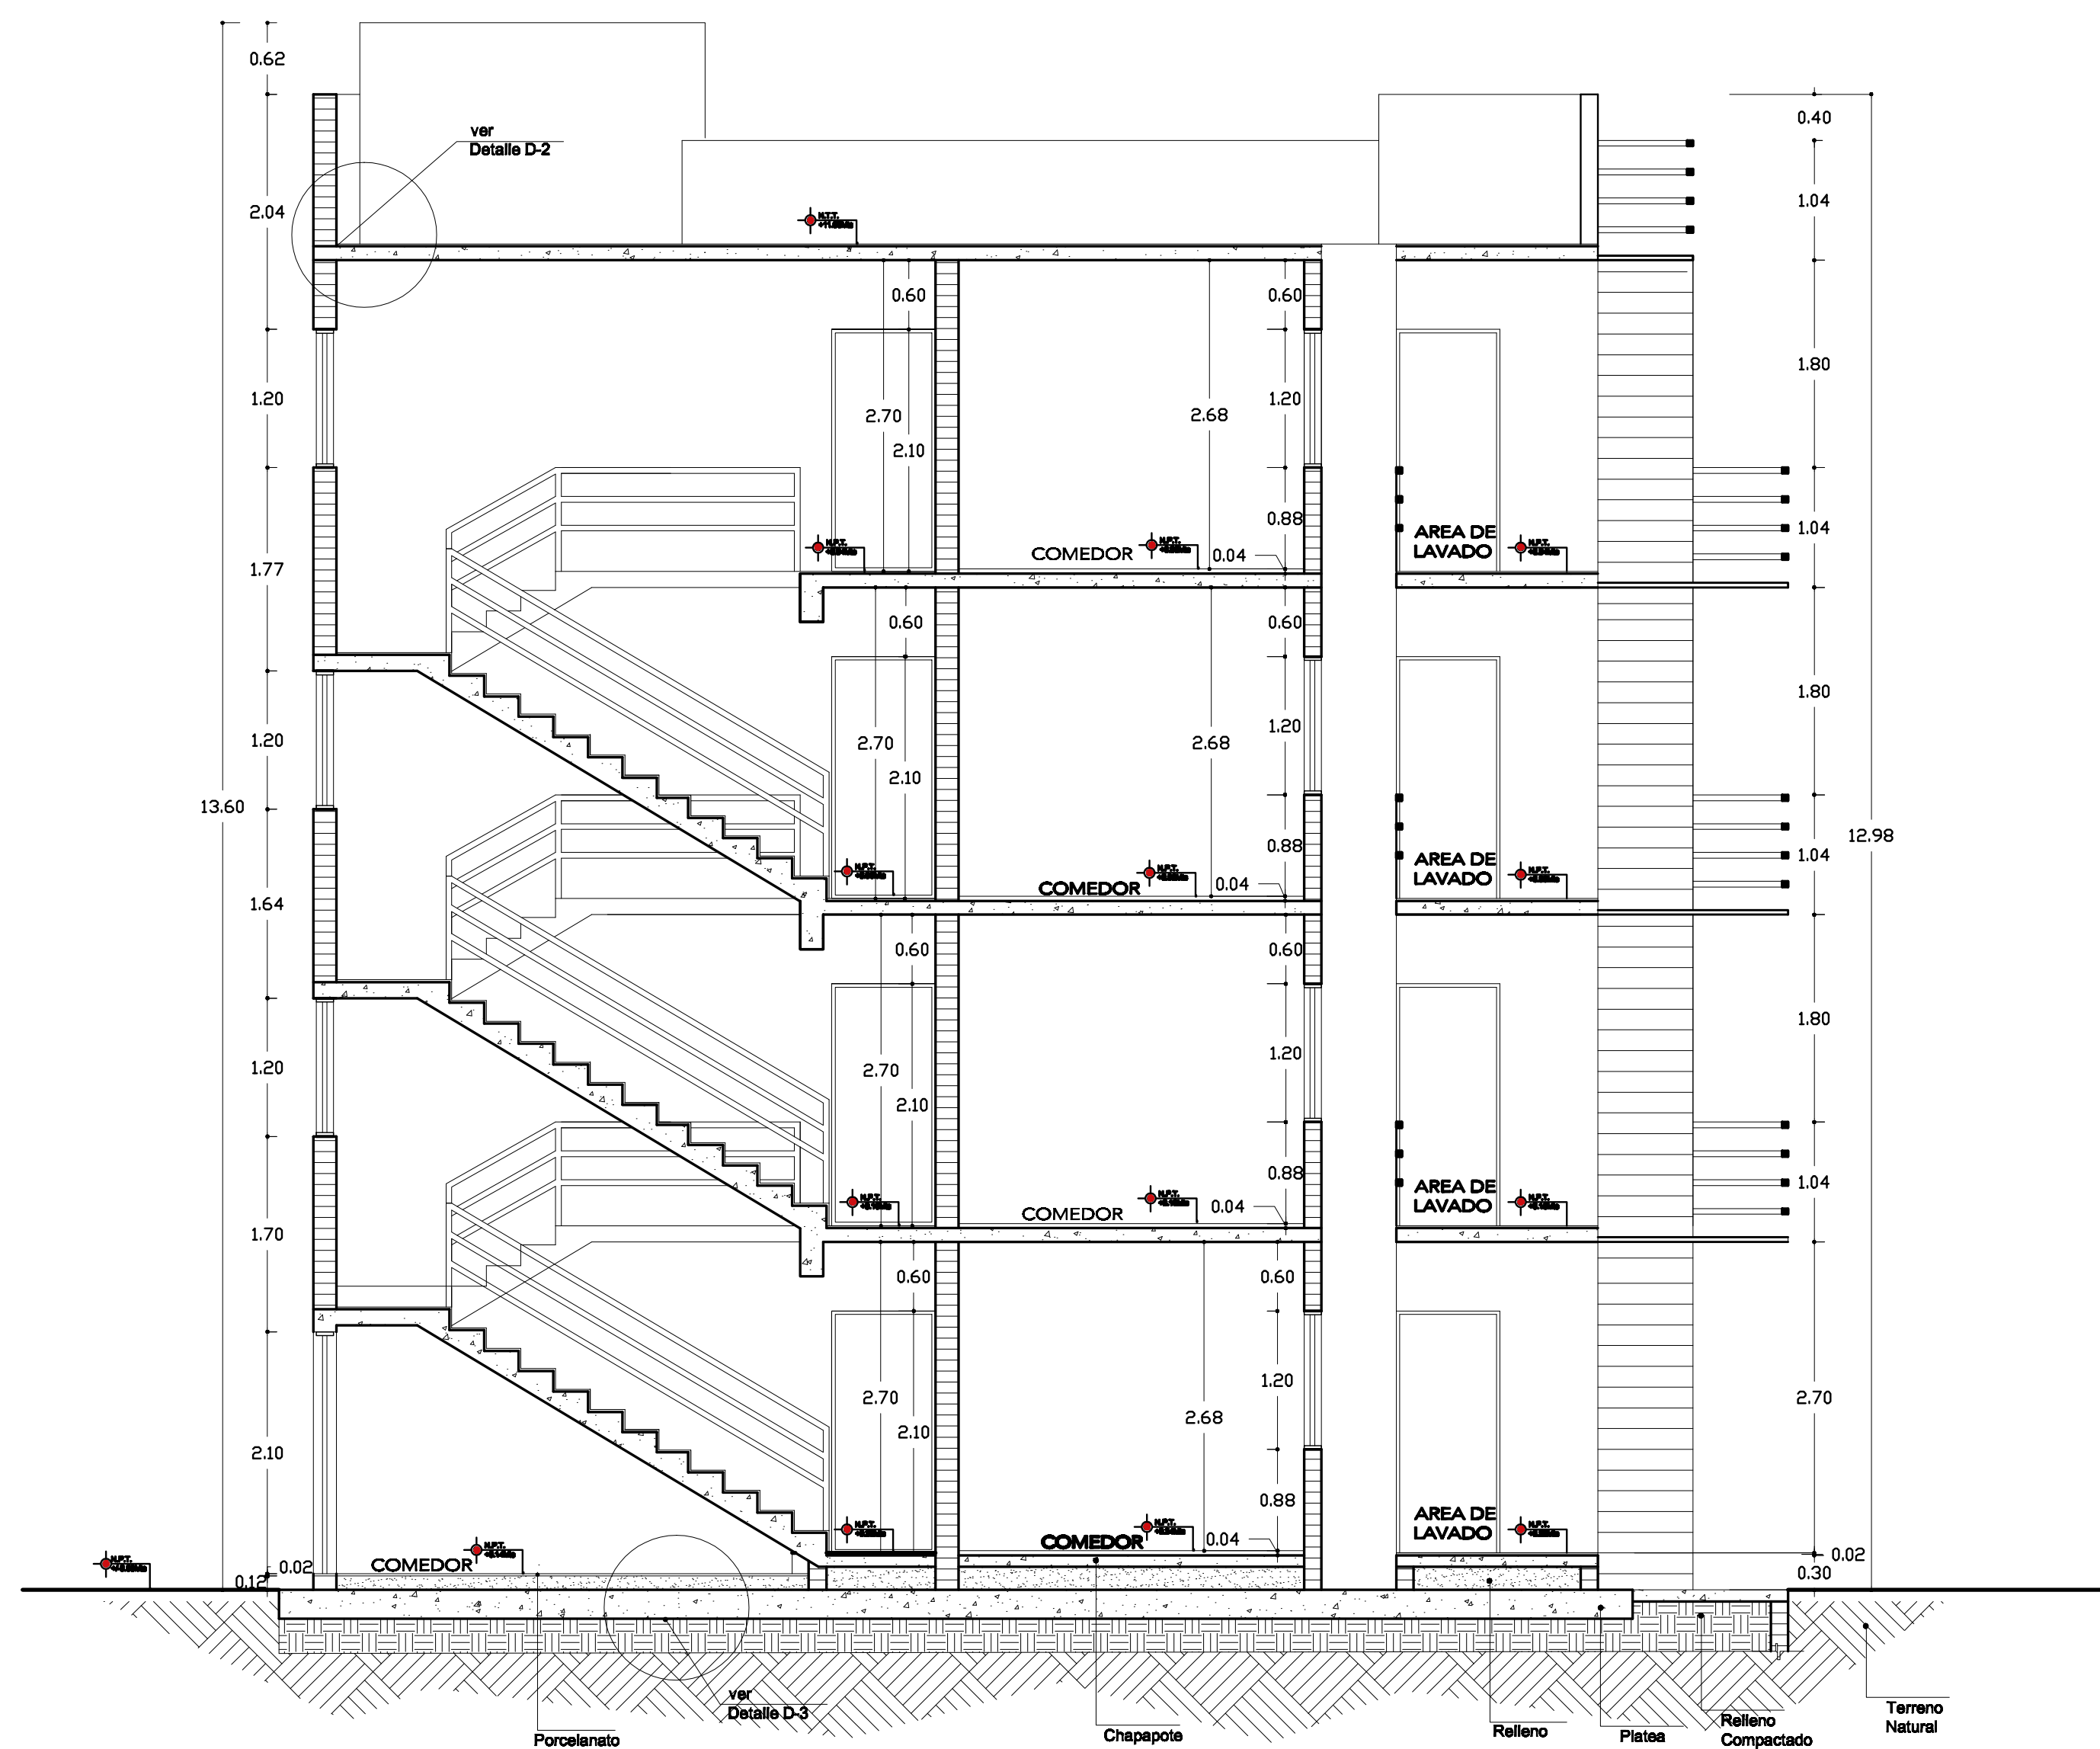 0.62
0.40
ver
Detalle D-2
2.04
1.04
N.T.T.
0.60
0.60
1.80
1.20
2.70
2.68
1.20
2.10
0.88
1.04
AREA DE
LAVADO
N.P.T.
N.P.T.
N.P.T.
COMEDOR
0.04
1.77
0.60
0.60
1.80
1.20
2.70
2.68
1.20
2.10
13.60
12.98
0.88
1.04
AREA DE
LAVADO
N.P.T.
N.P.T.
N.P.T.
COMEDOR
0.04
1.64
0.60
0.60
1.80
1.20
2.70
1.20
2.10
0.88
1.04
AREA DE
LAVADO
N.P.T.
N.P.T.
N.P.T.
COMEDOR
0.04
1.70
0.60
0.60
1.20
2.70
2.68
2.70
2.10
2.10
0.88
AREA DE
LAVADO
N.P.T.
N.P.T.
N.P.T.
COMEDOR
0.04
N.P.T.
N.P.T.
COMEDOR
0.02
0.12
0.02
0.30
ver
Detalle D-3
Porcelanato
Chapapote
Relleno
Platea
Relleno
Compactado
Terreno
Natural